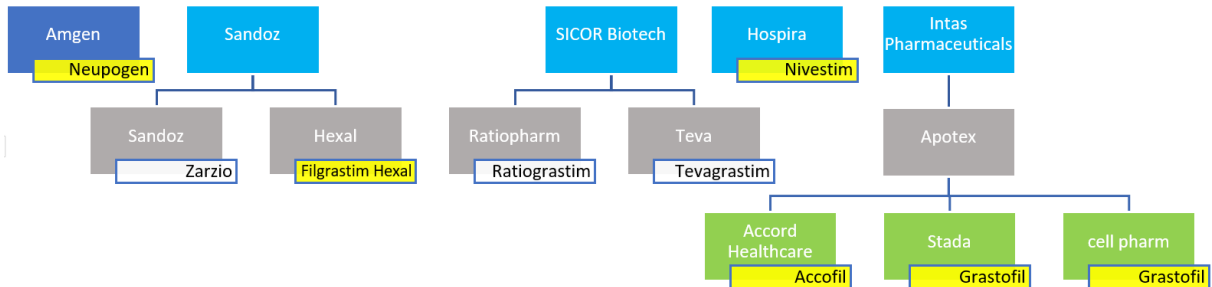 Amgen
Neupogen
Sandoz
SICOR Biotech
Hospira
Nivestim
Intas
Pharmaceuticals
Sandoz
Zarzio
Hexal
Filgrastim Hexal
Ratiopharm
Ratiograstim
Teva
Tevagrastim
Apotex
Accord
Healthcare
Accofil
Stada
Grastofil
cell pharm
Grastofil